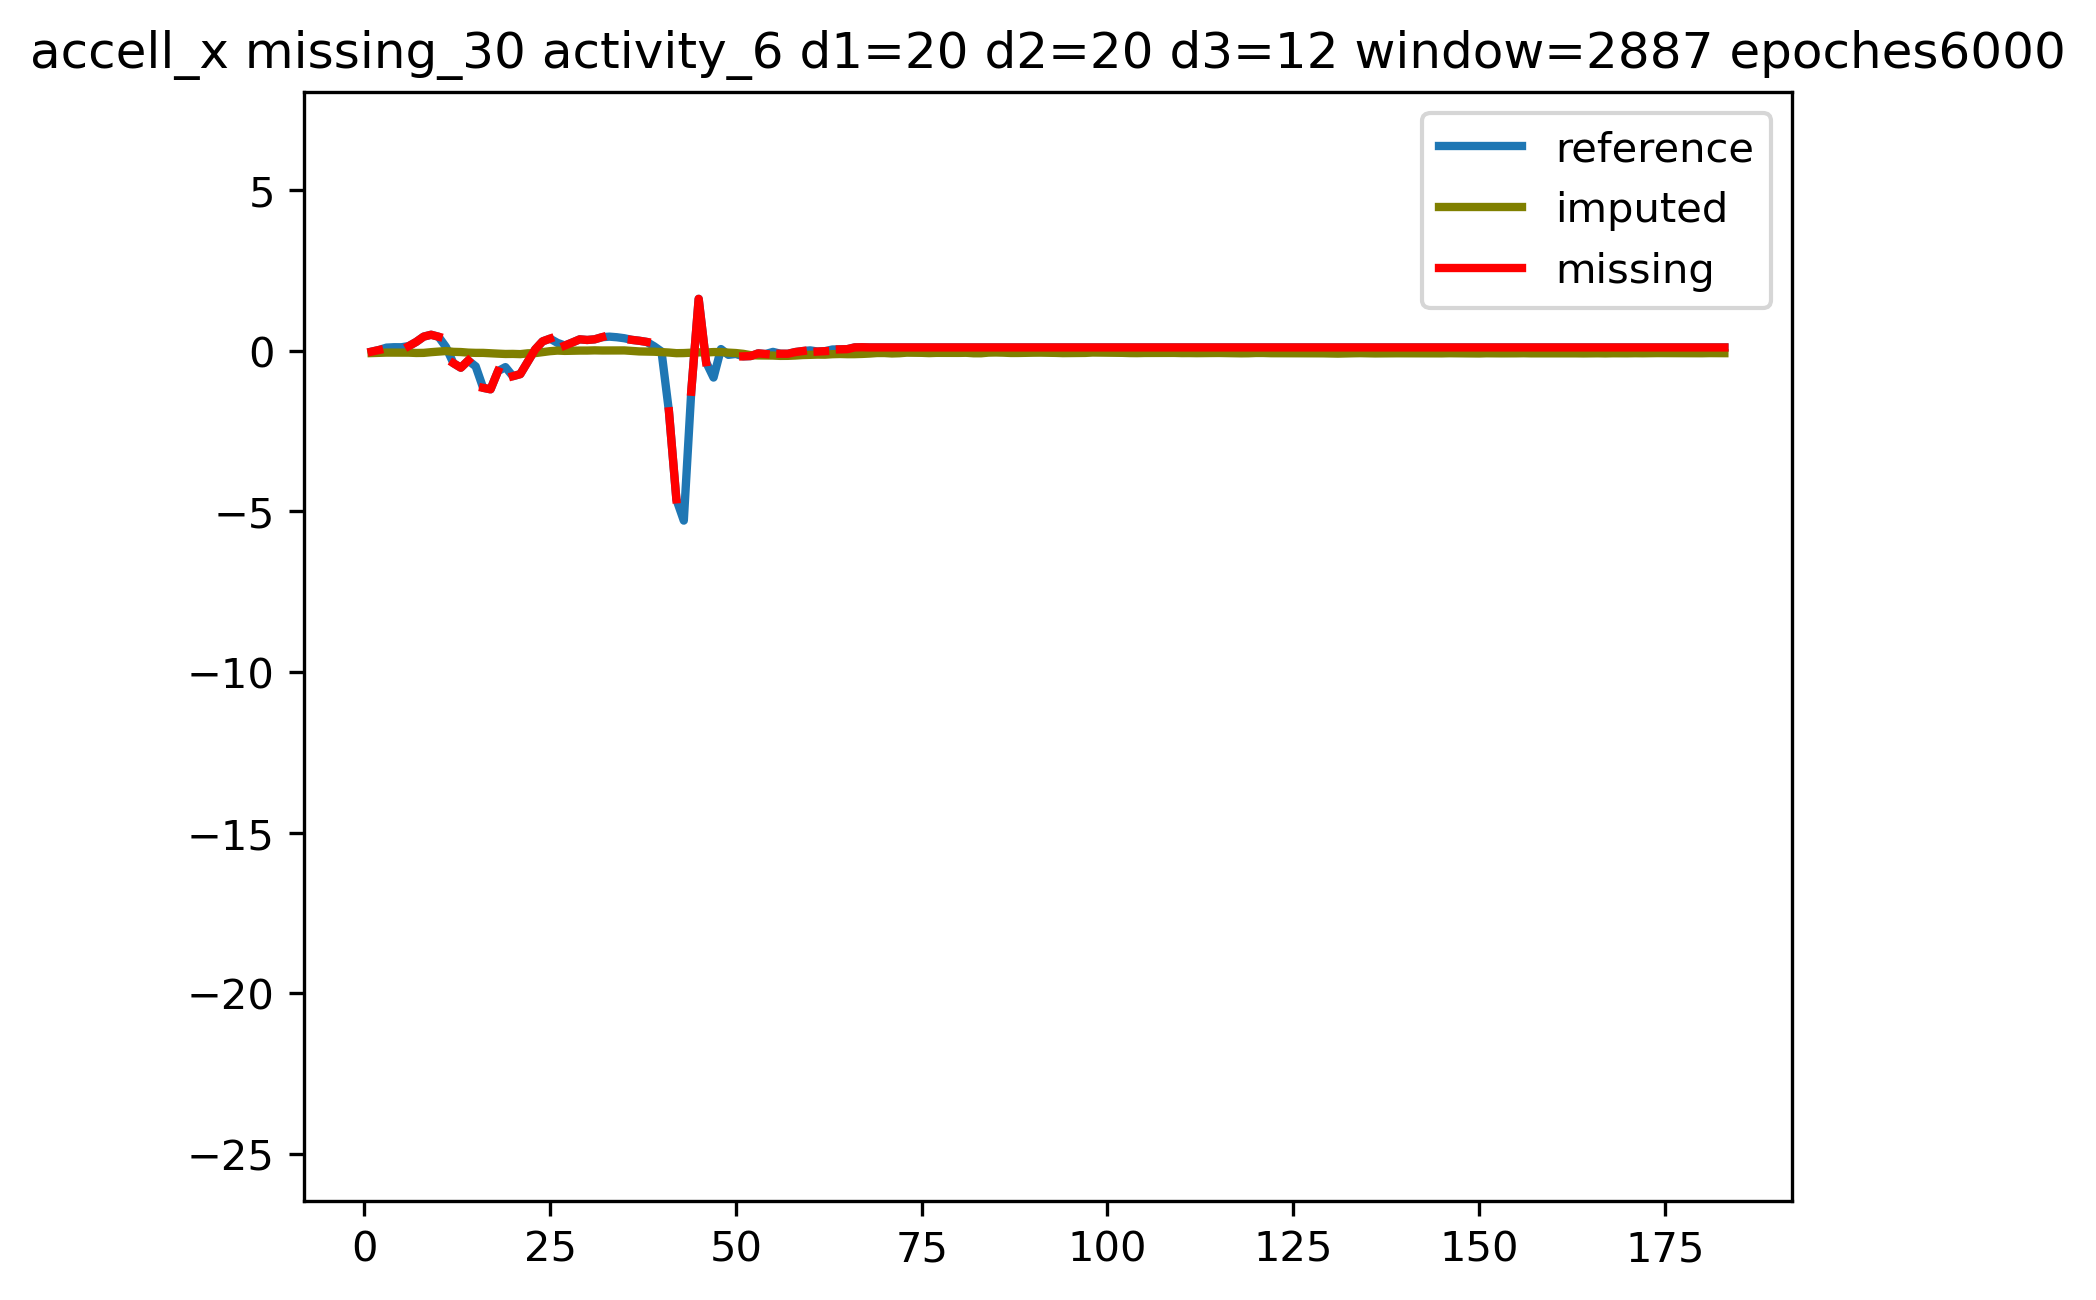 accell_x missing_30 activity_6 d1=20 d2=20 d3=12 window=2887 epoches6000
reference
imputed
missing
5
0
−5
−10
−15
−20
−25
0 25 50 75 100 125 150 175